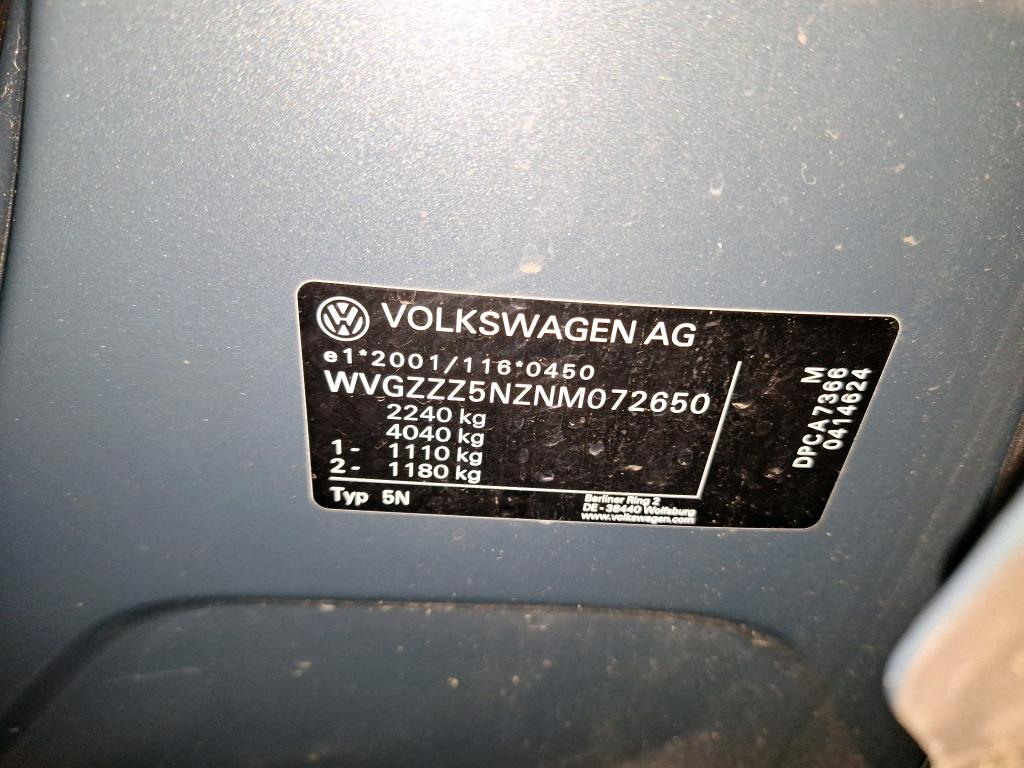 VOLKSWAGEN AG
e1*2001/116*0450
WVGZZZ5NZNM072650
2240 kg
4040 kg
1- 1110 kg
2- 1180 kg
Typ 5N
Berliner Ring 2
DE - 38440 Wolfsburg
www.volkswagen.com
M
DPCA7366
0414624